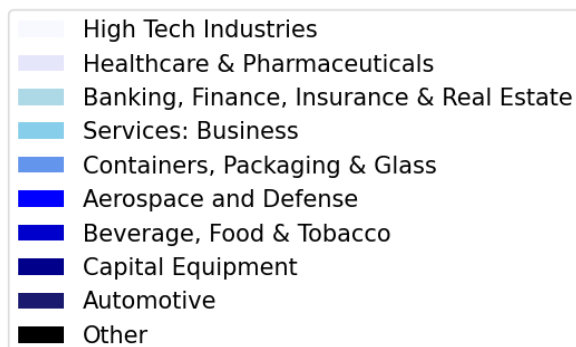 High Tech Industries
Healthcare & Pharmaceuticals
Banking, Finance, Insurance & Real Estate
Services: Business
Containers, Packaging & Glass
Aerospace and Defense
Beverage, Food & Tobacco
Capital Equipment
Automotive
Other